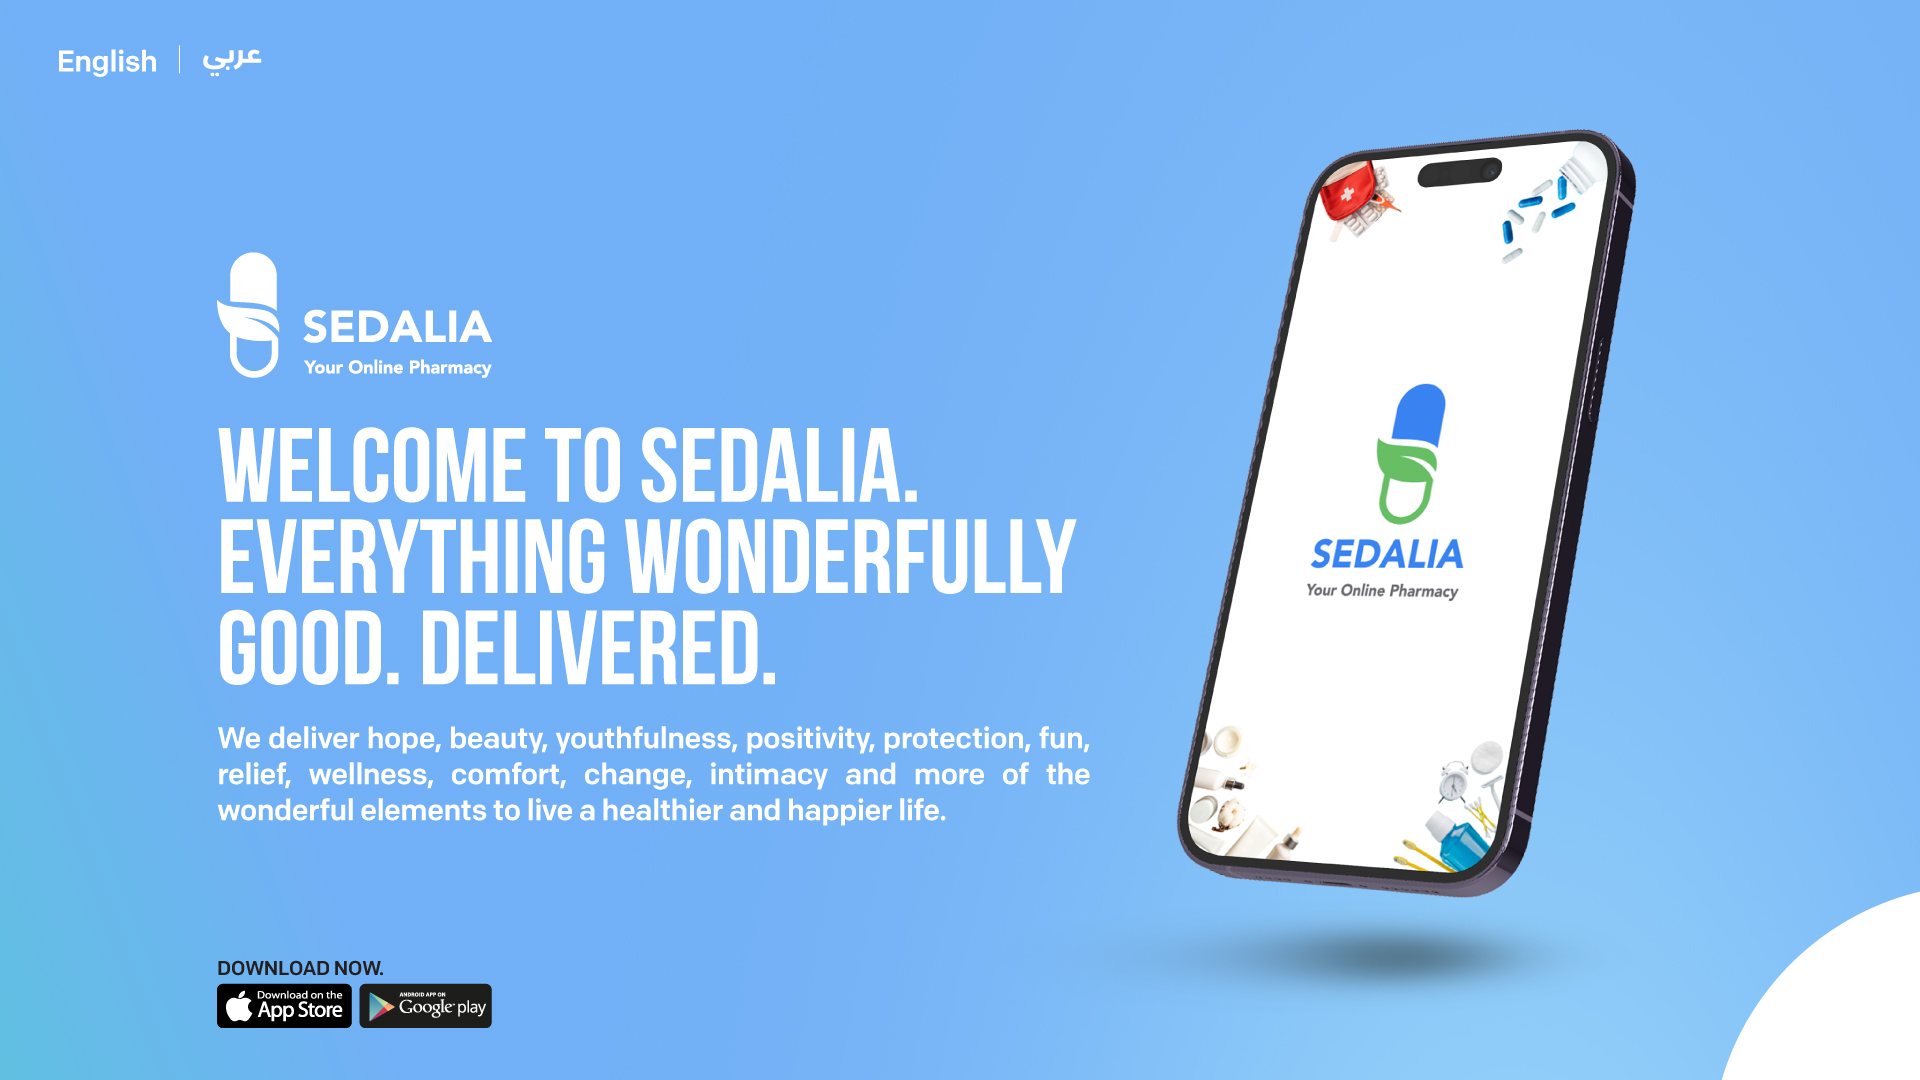 English | عربي
SEDALIA
Your Online Pharmacy
WELCOME TO SEDALIA.
EVERYTHING WONDERFULLY
GOOD. DELIVERED.
We deliver hope, beauty, youthfulness, positivity, protection, fun,
relief, wellness, comfort, change, intimacy and more of the
wonderful elements to live a healthier and happier life.
DOWNLOAD NOW.
Download on the
App Store
ANDROID APP ON
Google play
SEDALIA
Your Online Pharmacy